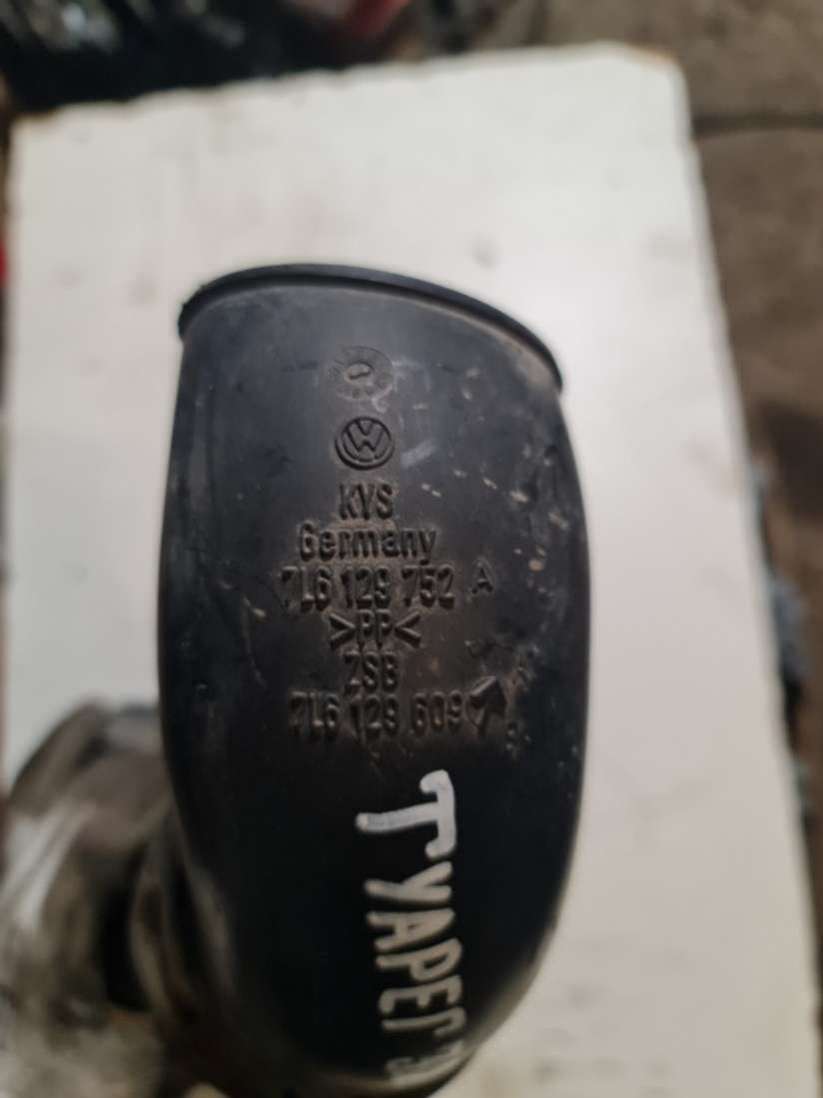 KVS
Germany
7L6 129 752 A
>PP<
ZSB
7L6 129 609
ТУАРЕГ